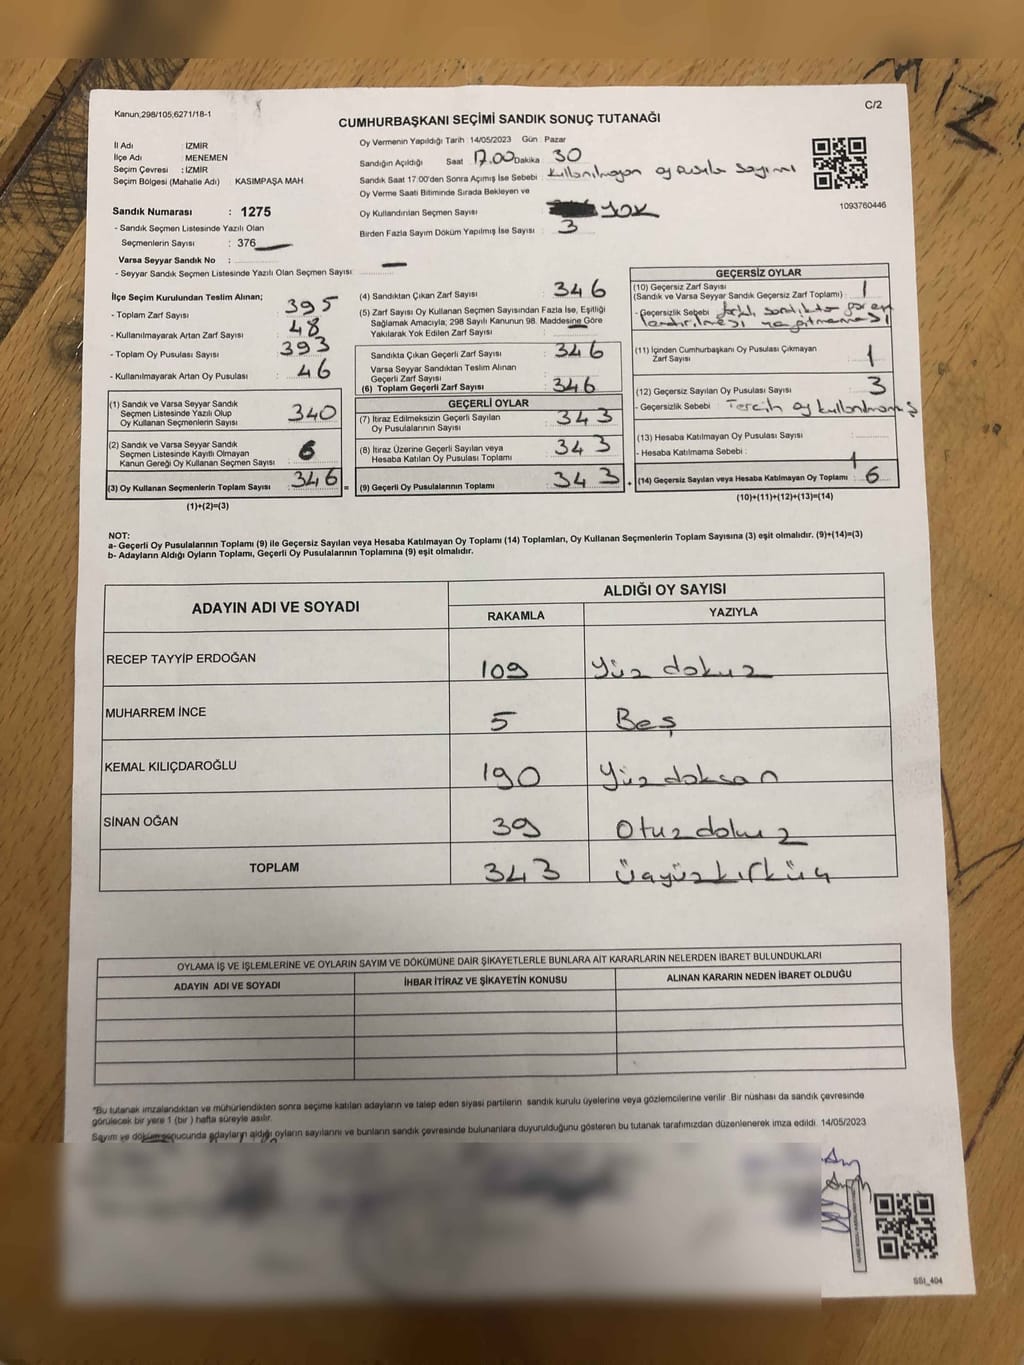 Kanun;298/105;6271/18-1
C/2
CUMHURBAŞKANI SEÇİMİ SANDIK SONUÇ TUTANAĞI
İl Adı : İZMİR
İlçe Adı : MENEMEN
Seçim Çevresi : İZMİR
Seçim Bölgesi (Mahalle Adı) : KASIMPAŞA MAH
Sandık Numarası : 1275
- Sandık Seçmen Listesinde Yazılı Olan
Seçmenlerin Sayısı : 376
Varsa Seyyar Sandık No :
- Seyyar Sandık Seçmen Listesinde Yazılı Olan Seçmen Sayısı
Oy Vermenin Yapıldığı Tarih 14/05/2023 Gün : Pazar
Sandığın Açıldığı Saat 17.00 Dakika 30
Sandık Saat 17:00'den Sonra Açımış İse Sebebi : kullanılmayan oy pusula sayımı
Oy Verme Saati Bitiminde Sırada Bekleyen ve
Oy Kullandırılan Seçmen Sayısı : YOK
Birden Fazla Sayım Döküm Yapılmış İse Sayısı : 3
1093760446
İlçe Seçim Kurulundan Teslim Alınan;
- Toplam Zarf Sayısı : 395
- Kullanılmayarak Artan Zarf Sayısı : 48
- Toplam Oy Pusulası Sayısı : 393
- Kullanılmayarak Artan Oy Pusulası : 46
(1) Sandık ve Varsa Seyyar Sandık
Seçmen Listesinde Yazılı Olup
Oy Kullanan Seçmenlerin Sayısı : 340
(2) Sandık ve Varsa Seyyar Sandık
Seçmen Listesinde Kayıtlı Olmayan
Kanun Gereği Oy Kullanan Seçmen Sayısı : 6
(3) Oy Kullanan Seçmenlerin Toplam Sayısı : 346 =
(1)+(2)=(3)
(4) Sandıktan Çıkan Zarf Sayısı : 346
(5) Zarf Sayısı Oy Kullanan Seçmen Sayısından Fazla İse, Eşitliği
Sağlamak Amacıyla, 298 Sayılı Kanunun 98. Maddesine Göre
Yakılarak Yok Edilen Zarf Sayısı :
Sandıkta Çıkan Geçerli Zarf Sayısı : 346
Varsa Seyyar Sandıktan Teslim Alınan
Geçerli Zarf Sayısı :
(6) Toplam Geçerli Zarf Sayısı : 346
GEÇERLİ OYLAR
(7) İtiraz Edilmeksizin Geçerli Sayılan
Oy Pusulalarının Sayısı : 343
(8) İtiraz Üzerine Geçerli Sayılan veya
Hesaba Katılan Oy Pusulası Toplamı : 343
(9) Geçerli Oy Pusulalarının Toplamı : 343
GEÇERSİZ OYLAR
(10) Geçersiz Zarf Sayısı
(Sandık ve Varsa Seyyar Sandık Geçersiz Zarf Toplamı) : 1
- Geçersizlik Sebebi : farklı sandıkta
(11) İçinden Cumhurbaşkanı Oy Pusulası Çıkmayan
Zarf Sayısı : 1
(12) Geçersiz Sayılan Oy Pusulası Sayısı : 3
- Geçersizlik Sebebi : Tercih oy kullanılmamış
(13) Hesaba Katılmayan Oy Pusulası Sayısı :
- Hesaba Katılmama Sebebi : 1
(14) Geçersiz Sayılan veya Hesaba Katılmayan Oy Toplamı : 6
(10)+(11)+(12)+(13)=(14)
NOT:
a- Geçerli Oy Pusulalarının Toplamı (9) ile Geçersiz Sayılan veya Hesaba Katılmayan Oy Toplamı (14) Toplamları, Oy Kullanan Seçmenlerin Toplam Sayısına (3) eşit olmalıdır. (9)+(14)=(3)
b- Adayların Aldığı Oyların Toplamı, Geçerli Oy Pusulalarının Toplamına (9) eşit olmalıdır.
ADAYIN ADI VE SOYADI
ALDIĞI OY SAYISI
RAKAMLA YAZIYLA
RECEP TAYYİP ERDOĞAN 109 Yüz dokuz
MUHARREM İNCE 5 Beş
KEMAL KILIÇDAROĞLU 190 Yüz doksan
SİNAN OĞAN 39 Otuz dokuz
TOPLAM 343 Üçyüzkırküç
OYLAMA İŞ VE İŞLEMLERİNE VE OYLARIN SAYIM VE DÖKÜMÜNE DAİR ŞİKAYETLERLE BUNLARA AİT KARARLARIN NELERDEN İBARET BULUNDUKLARI
ADAYIN ADI VE SOYADI İHBAR İTİRAZ VE ŞİKAYETİN KONUSU ALINAN KARARIN NEDEN İBARET OLDUĞU
*Bu tutanak imzalandıktan ve mühürlendikten sonra seçime katılan adayların ve talep eden siyasi partilerin sandık kurulu üyelerine veya gözlemcilerine verilir .Bir nüshası da sandık çevresinde
görülecek bir yere 1 (bir ) hafta süreyle asılır.
Sayım ve döküm sonucunda adayların aldığı oyların sayılarını ve bunların sandık çevresinde bulunanlara duyurulduğunu gösteren bu tutanak tarafımızdan düzenlenerek imza edildi. 14/05/2023
SSI_404